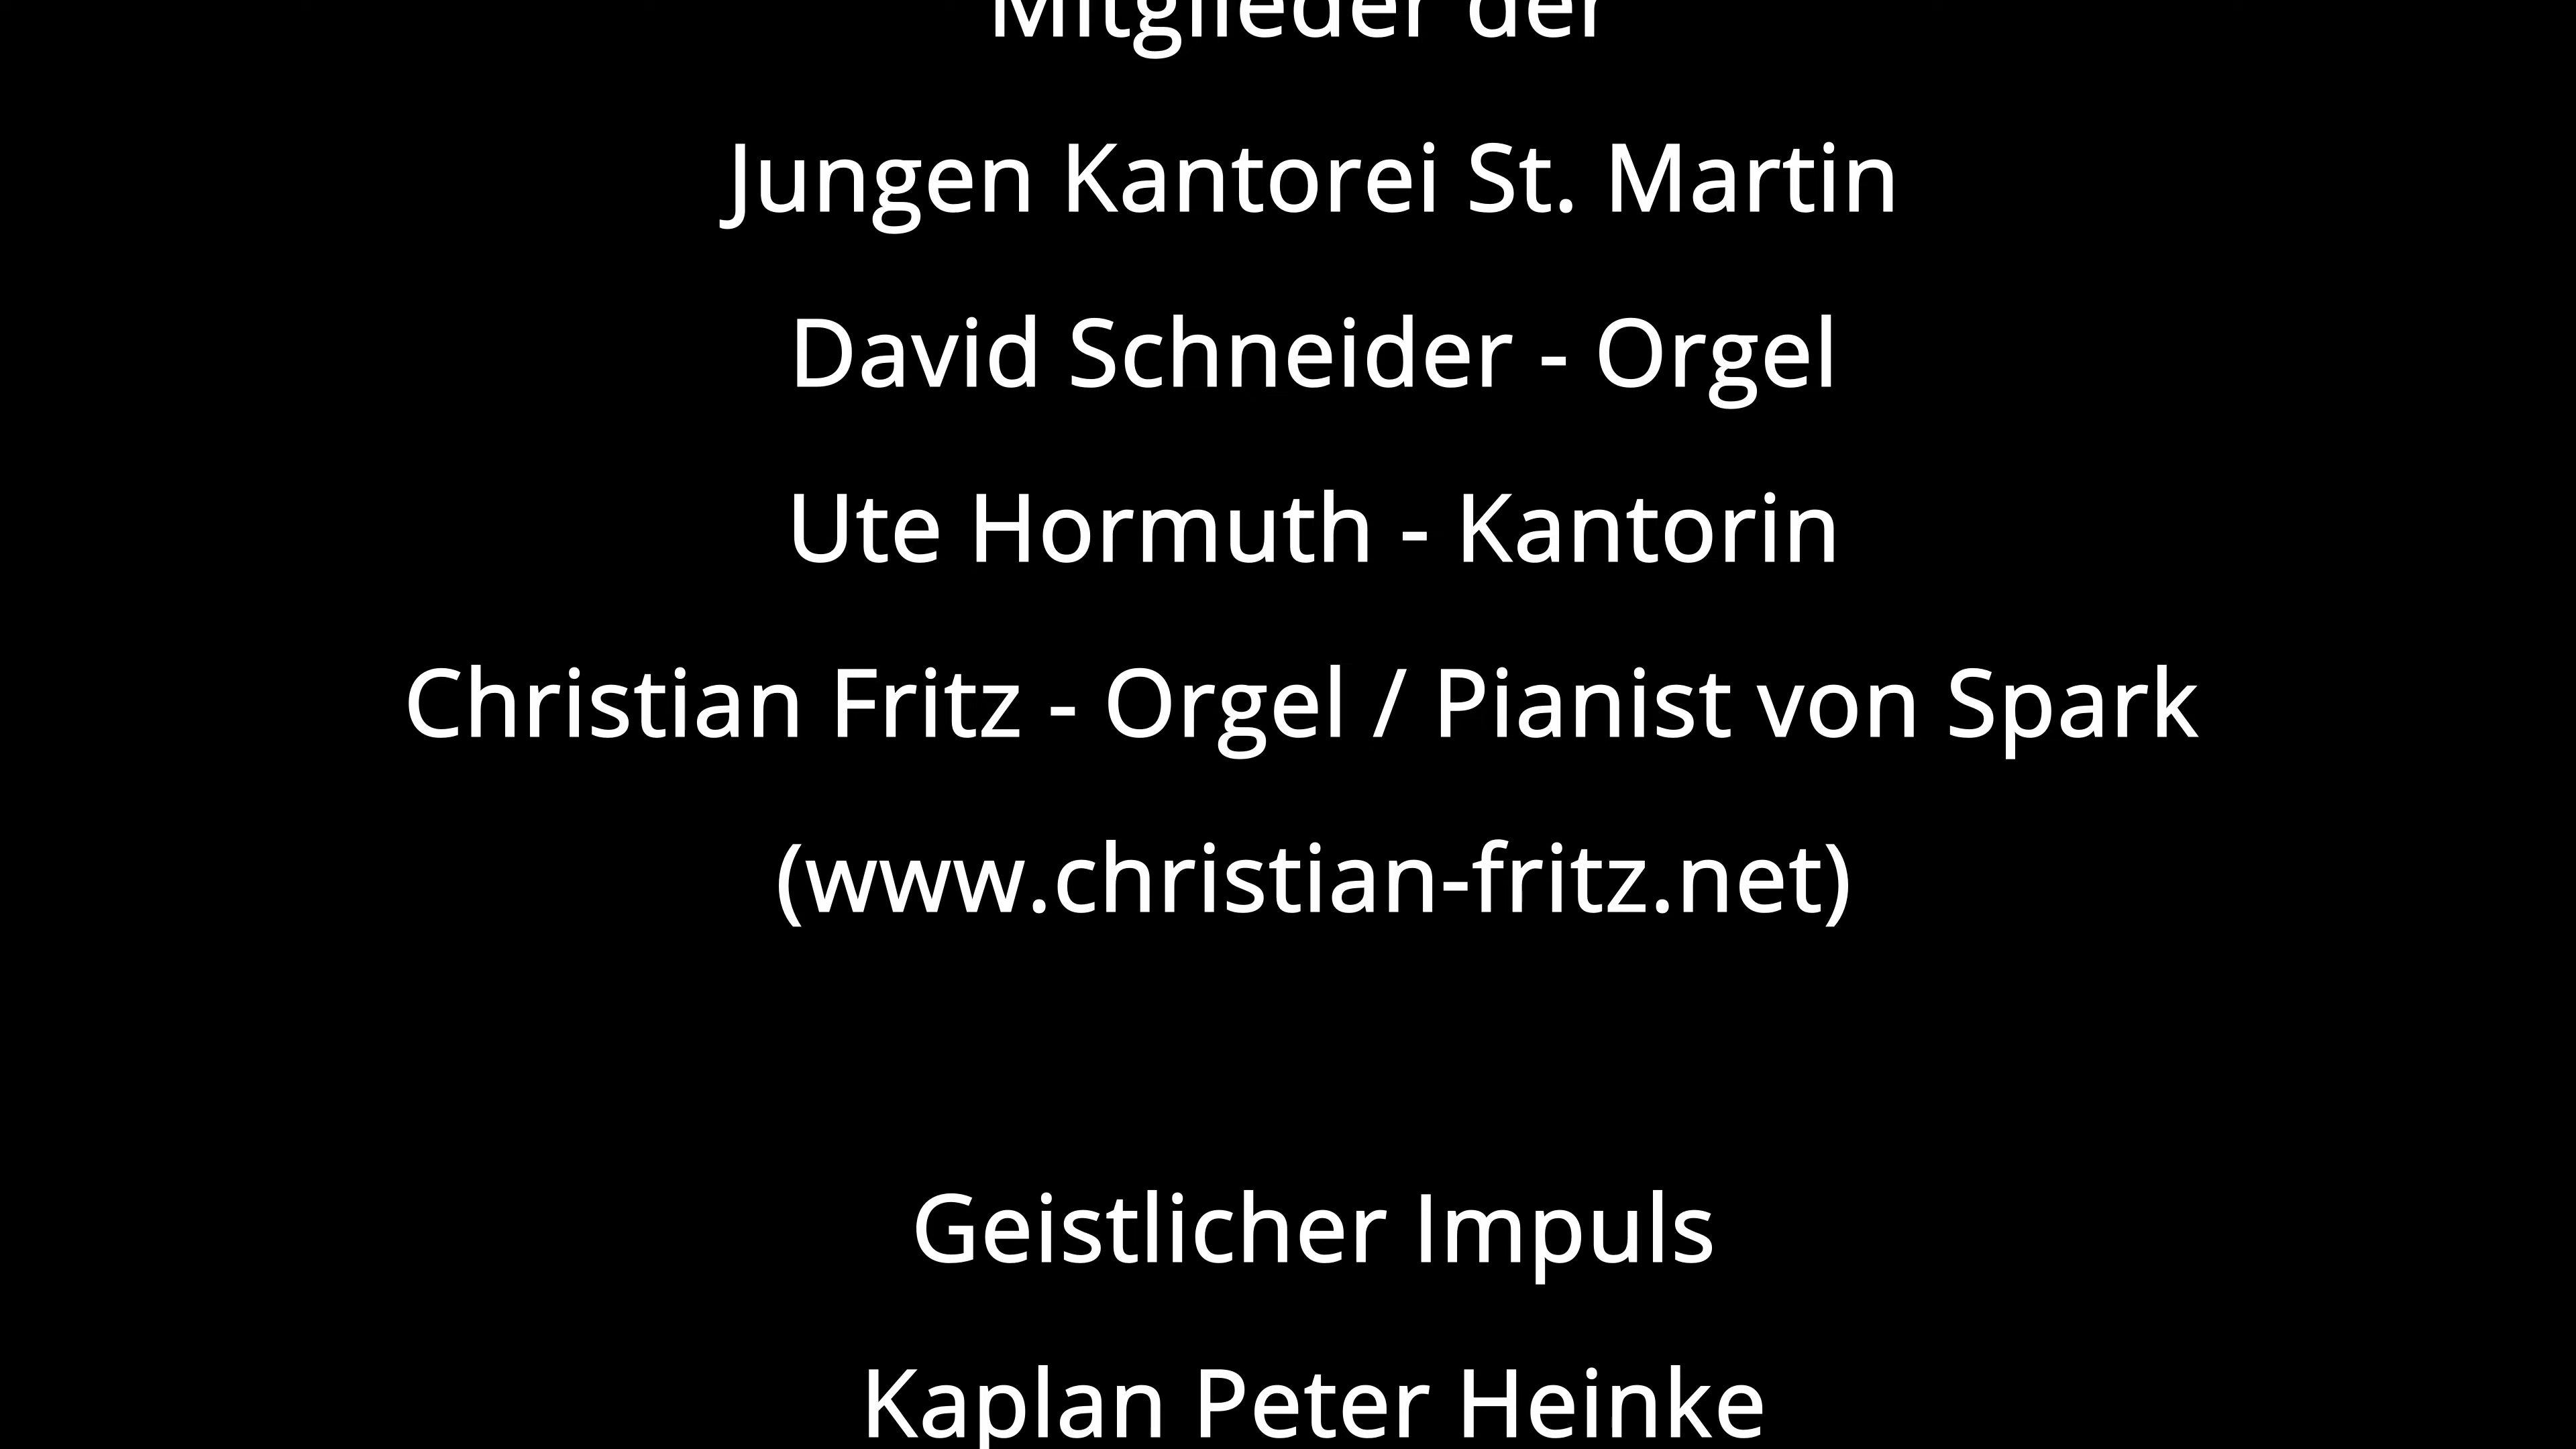 Mitglieder der
Jungen Kantorei St. Martin
David Schneider - Orgel
Ute Hormuth - Kantorin
Christian Fritz - Orgel / Pianist von Spark
(www.christian-fritz.net)
Geistlicher Impuls
Kaplan Peter Heinke